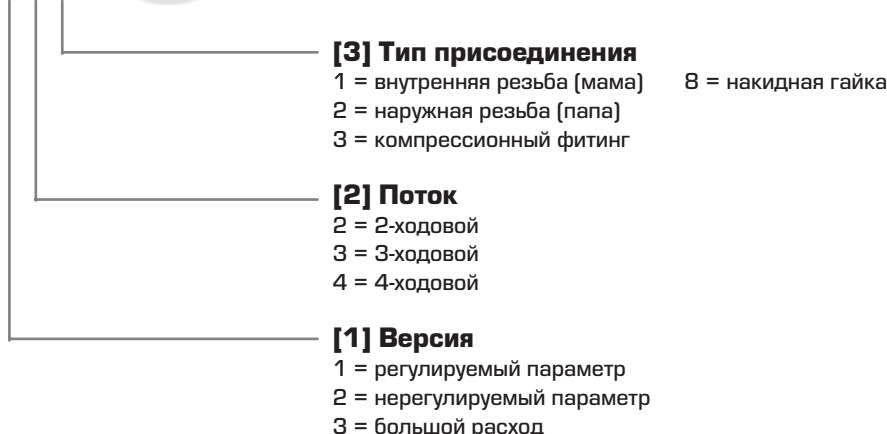 [3] Тип присоединения
1 = внутренняя резьба (мама) 8 = накидная гайка
2 = наружная резьба (папа)
3 = компрессионный фитинг
[2] Поток
2 = 2-ходовой
3 = 3-ходовой
4 = 4-ходовой
[1] Версия
1 = регулируемый параметр
2 = нерегулируемый параметр
3 = большой расход